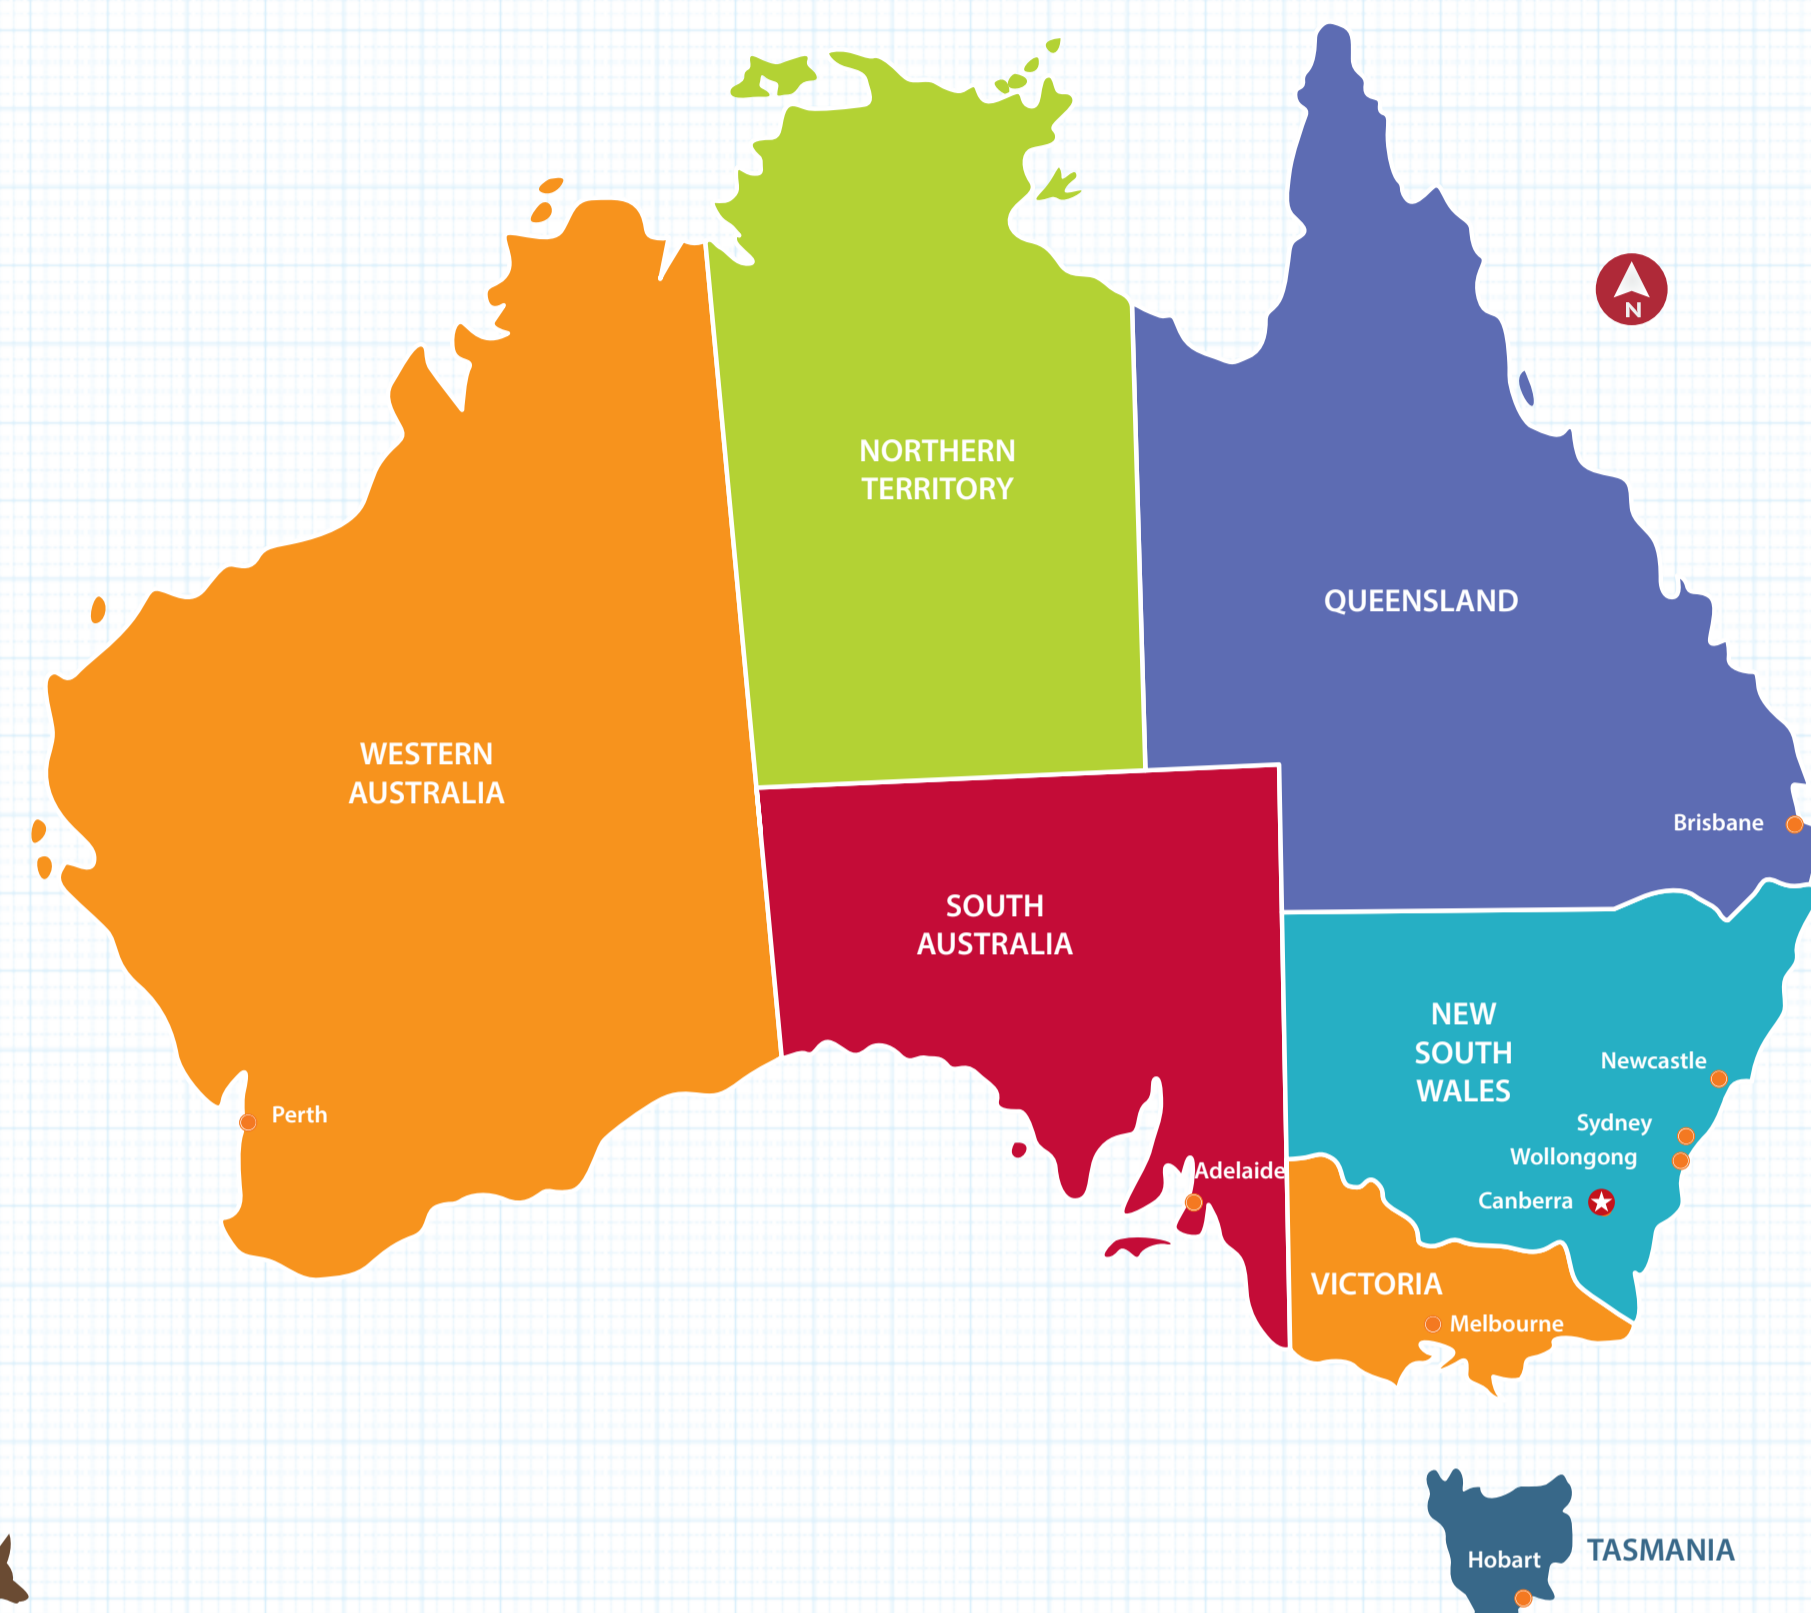 N
NORTHERN
TERRITORY
QUEENSLAND
WESTERN
AUSTRALIA
Brisbane
SOUTH
AUSTRALIA
NEW
SOUTH
WALES
Newcastle
Perth
Sydney
Wollongong
Adelaide
Canberra
VICTORIA
Melbourne
TASMANIA
Hobart